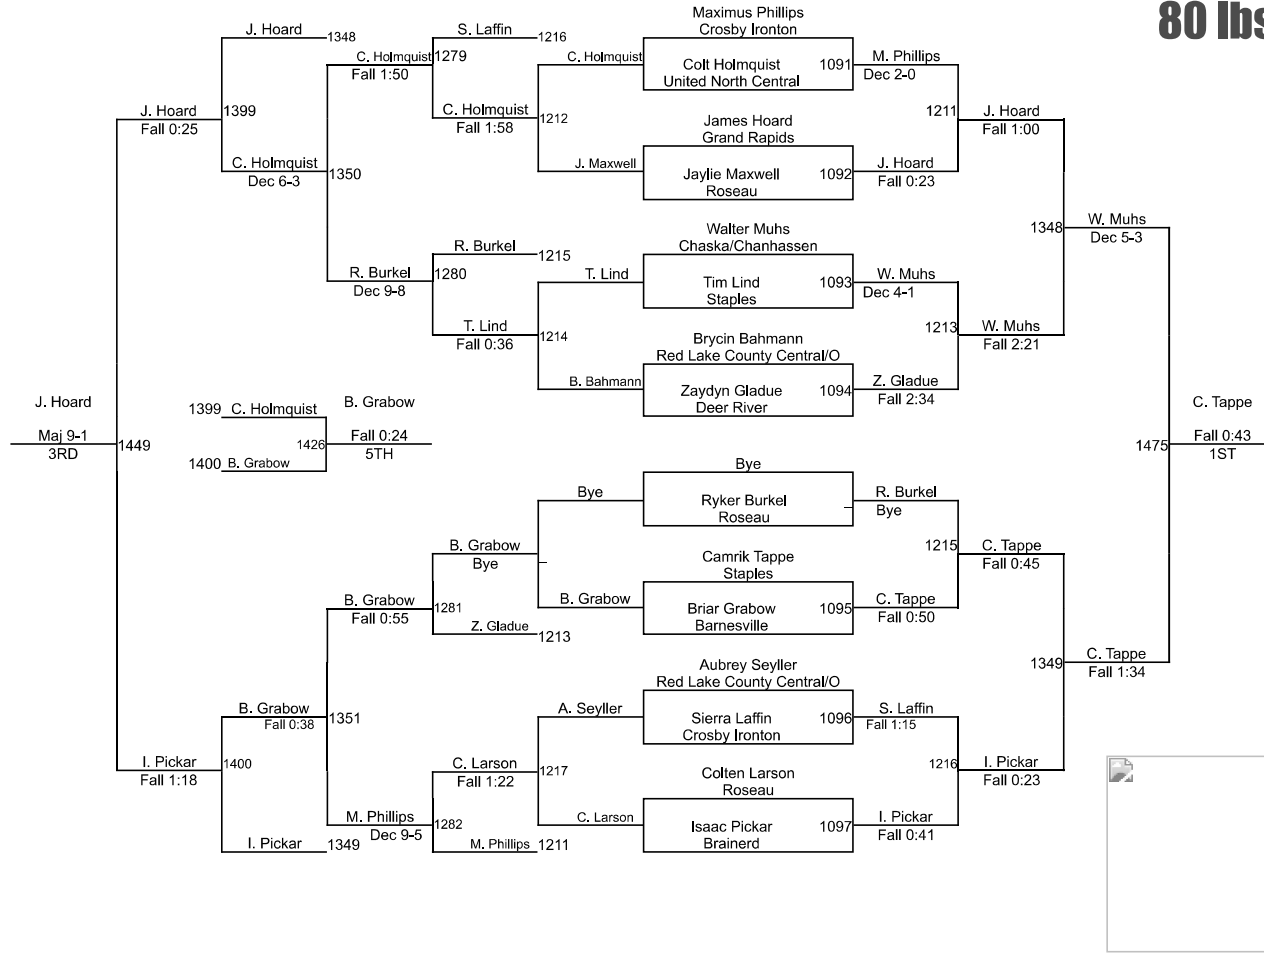 80 lbs
Maximus Phillips
Crosby Ironton
J. Hoard
1348
S. Laffin
1216
C. Holmquist
1279
Fall 1:50
C. Holmquist
Colt Holmquist
United North Central
1091
M. Phillips
Dec 2-0
J. Hoard
Fall 0:25
1399
C. Holmquist
Fall 1:58
1212
James Hoard
Grand Rapids
1211
J. Hoard
Fall 1:00
C. Holmquist
Dec 6-3
1350
J. Maxwell
Jaylie Maxwell
Roseau
1092
J. Hoard
Fall 0:23
Walter Muhs
Chaska/Chanhassen
1348
W. Muhs
Dec 5-3
R. Burkel
1215
R. Burkel
Dec 9-8
1280
T. Lind
Tim Lind
Staples
1093
W. Muhs
Dec 4-1
T. Lind
Fall 0:36
1214
Brycin Bahmann
Red Lake County Central/O
1213
W. Muhs
Fall 2:21
B. Bahmann
Zaydyn Gladue
Deer River
1094
Z. Gladue
Fall 2:34
J. Hoard
Maj 9-1
3RD
1449
1399
C. Holmquist
1400
B. Grabow
1426
B. Grabow
Fall 0:24
5TH
1475
C. Tappe
Fall 0:43
1ST
Bye
Bye
Ryker Burkel
Roseau
R. Burkel
Bye
B. Grabow
Bye
Camrik Tappe
Staples
1215
C. Tappe
Fall 0:45
B. Grabow
Fall 0:55
1281
B. Grabow
Briar Grabow
Barnesville
1095
C. Tappe
Fall 0:50
Z. Gladue
1213
Aubrey Seyller
Red Lake County Central/O
1349
C. Tappe
Fall 1:34
B. Grabow
Fall 0:38
1351
A. Seyller
Sierra Laffin
Crosby Ironton
1096
S. Laffin
Fall 1:15
I. Pickar
Fall 1:18
1400
C. Larson
Fall 1:22
1217
Colten Larson
Roseau
1216
I. Pickar
Fall 0:23
M. Phillips
Dec 9-5
1282
C. Larson
Isaac Pickar
Brainerd
1097
I. Pickar
Fall 0:41
I. Pickar
1349
M. Phillips
1211